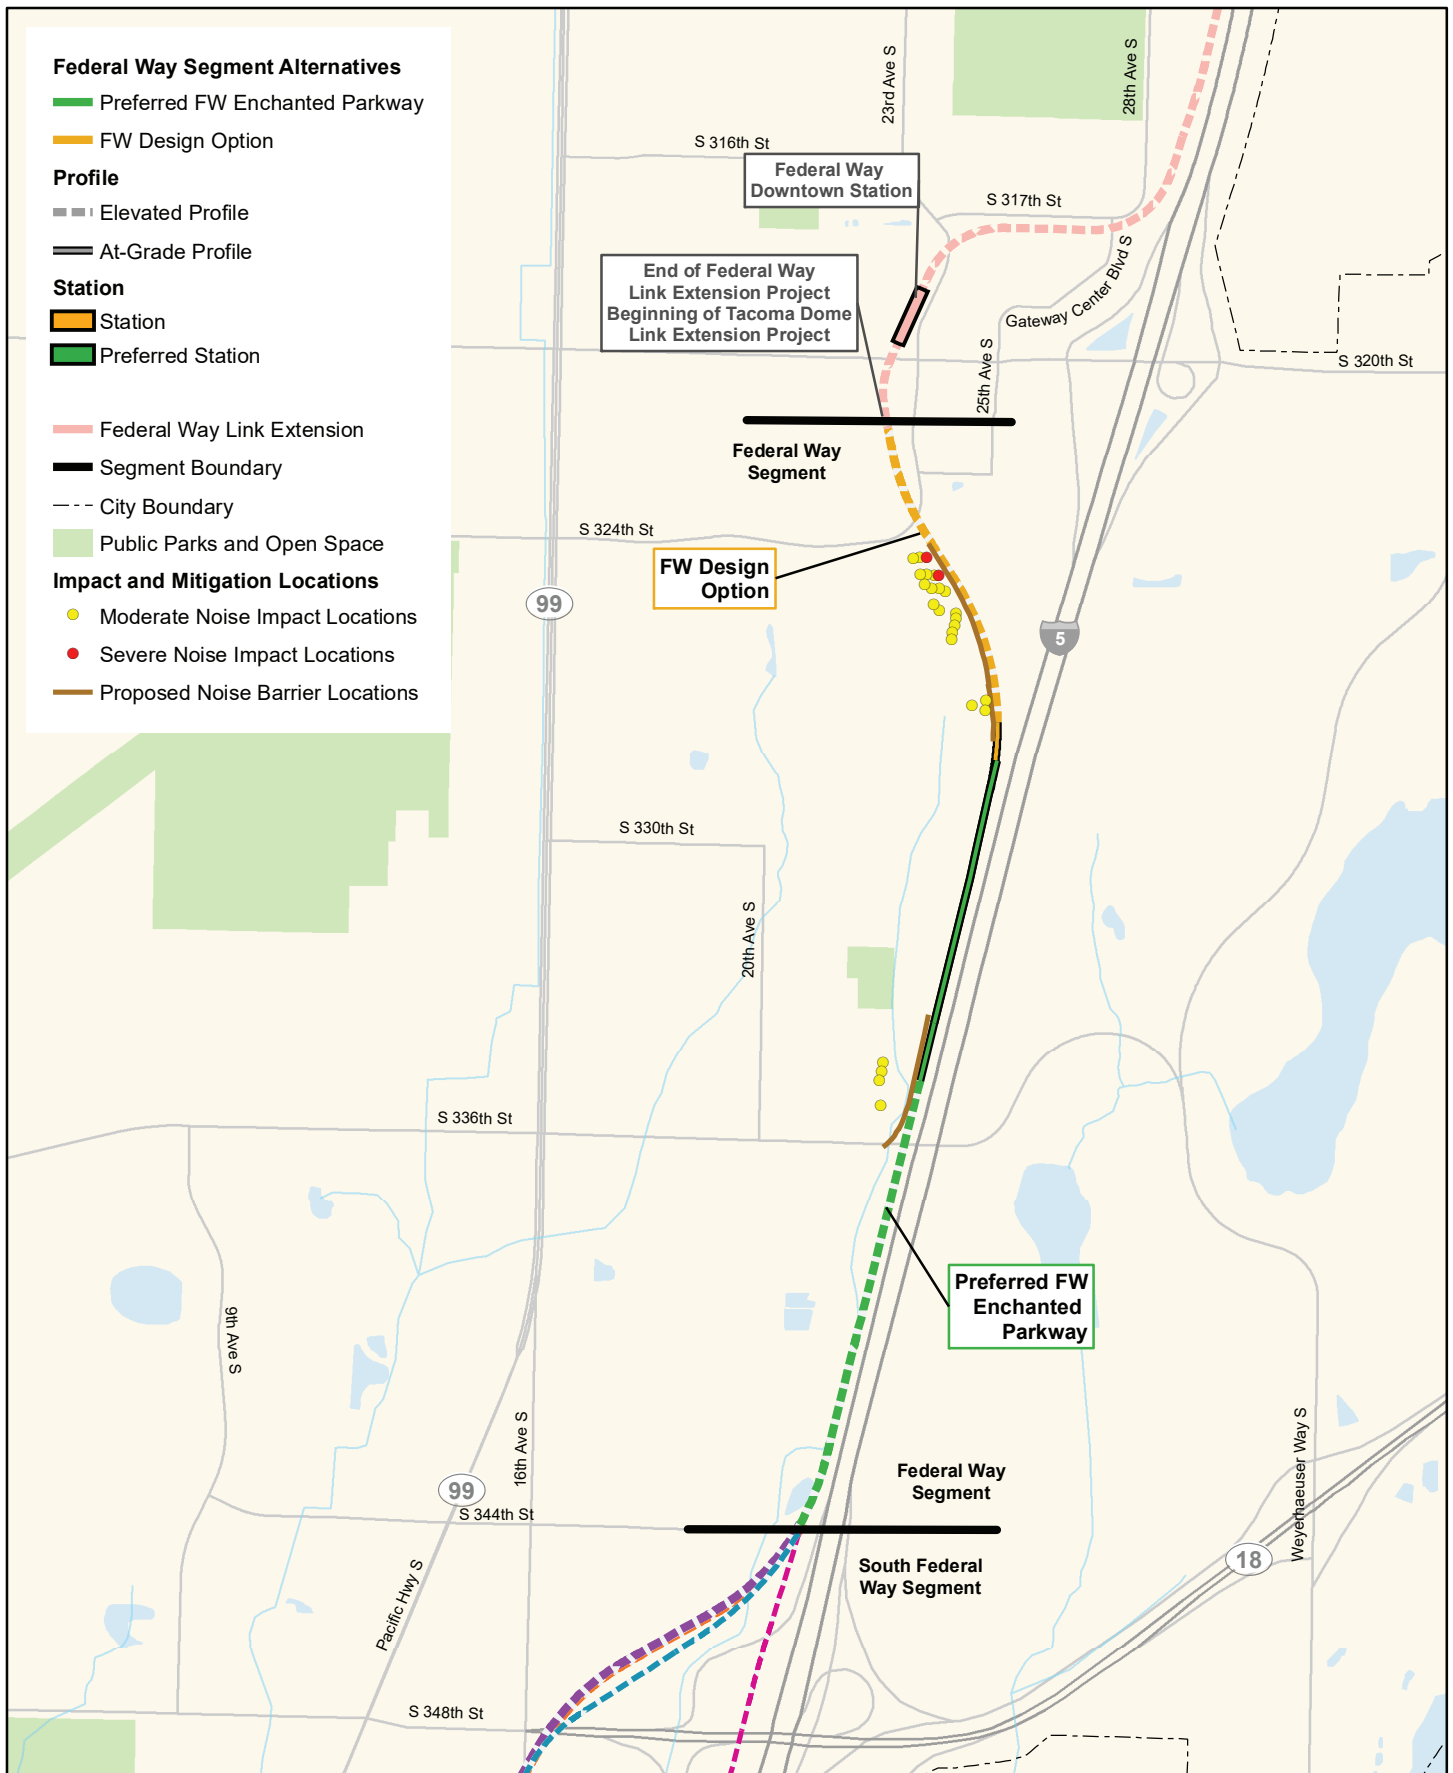 Federal Way Segment Alternatives
Preferred FW Enchanted Parkway
FW Design Option
Profile
Elevated Profile
At-Grade Profile
Station
Station
Preferred Station
Federal Way Link Extension
Segment Boundary
City Boundary
Public Parks and Open Space
Impact and Mitigation Locations
Moderate Noise Impact Locations
Severe Noise Impact Locations
Proposed Noise Barrier Locations
23rd Ave S
28th Ave S
S 316th St
Federal Way
Downtown Station
S 317th St
Gateway Center Blvd S
End of Federal Way
Link Extension Project
Beginning of Tacoma Dome
Link Extension Project
25th Ave S
S 320th St
Federal Way
Segment
S 324th St
FW Design
Option
99
5
S 330th St
20th Ave S
S 336th St
Preferred FW
Enchanted
Parkway
9th Ave S
16th Ave S
Weyerhaeuser Way S
Federal Way
Segment
99
S 344th St
18
South Federal
Way Segment
Pacific Hwy S
S 348th St